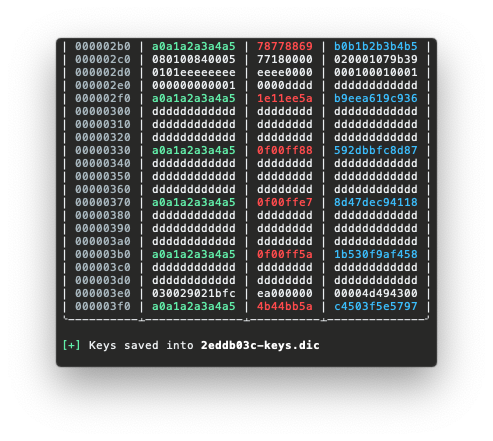 | 000002b0 | a0a1a2a3a4a5 | 78778869 | b0b1b2b3b4b5 |
| 000002c0 | 080100840005 | 77180000 | 020001079b39 |
| 000002d0 | 0101eeeeeeee | eeee0000 | 000100010001 |
| 000002e0 | 000000000001 | 0000dddd | dddddddddddd |
| 000002f0 | a0a1a2a3a4a5 | 1e11ee5a | b9eea619c936 |
| 00000300 | dddddddddddd | dddddddd | dddddddddddd |
| 00000310 | dddddddddddd | dddddddd | dddddddddddd |
| 00000320 | dddddddddddd | dddddddd | dddddddddddd |
| 00000330 | a0a1a2a3a4a5 | 0f00ff88 | 592dbbfc8d87 |
| 00000340 | dddddddddddd | dddddddd | dddddddddddd |
| 00000350 | dddddddddddd | dddddddd | dddddddddddd |
| 00000360 | dddddddddddd | dddddddd | dddddddddddd |
| 00000370 | a0a1a2a3a4a5 | 0f00ffe7 | 8d47dec94118 |
| 00000380 | dddddddddddd | dddddddd | dddddddddddd |
| 00000390 | dddddddddddd | dddddddd | dddddddddddd |
| 000003a0 | dddddddddddd | dddddddd | dddddddddddd |
| 000003b0 | a0a1a2a3a4a5 | 0f00ff5a | 1b530f9af458 |
| 000003c0 | dddddddddddd | dddddddd | dddddddddddd |
| 000003d0 | dddddddddddd | dddddddd | dddddddddddd |
| 000003e0 | 030029021bfc | ea000000 | 00004d494300 |
| 000003f0 | a0a1a2a3a4a5 | 4b44bb5a | c4503f5e5797 |
[+] Keys saved into 2eddb03c-keys.dic